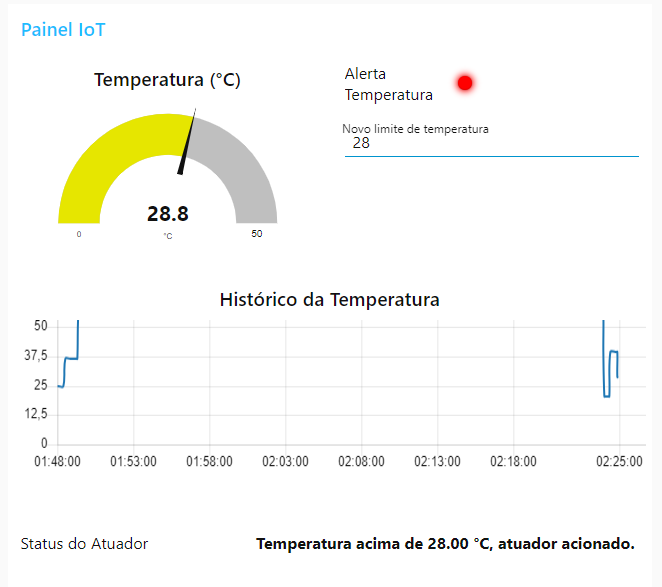 Painel IoT
Temperatura (°C)
28.8
°C
0
50
Alerta
Temperatura
Novo limite de temperatura
28
Histórico da Temperatura
50
37,5
25
12,5
0
01:48:00 01:53:00 01:58:00 02:03:00 02:08:00 02:13:00 02:18:00 02:25:00
Status do Atuador
Temperatura acima de 28.00 °C, atuador acionado.